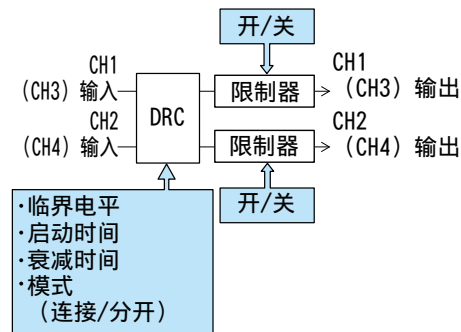 开/关
CH1
(CH3) 输入
CH2
(CH4) 输入
DRC
限制器
限制器
CH1
(CH3) 输出
CH2
(CH4) 输出
开/关
·临界电平
·启动时间
·衰减时间
·模式
(连接/分开)